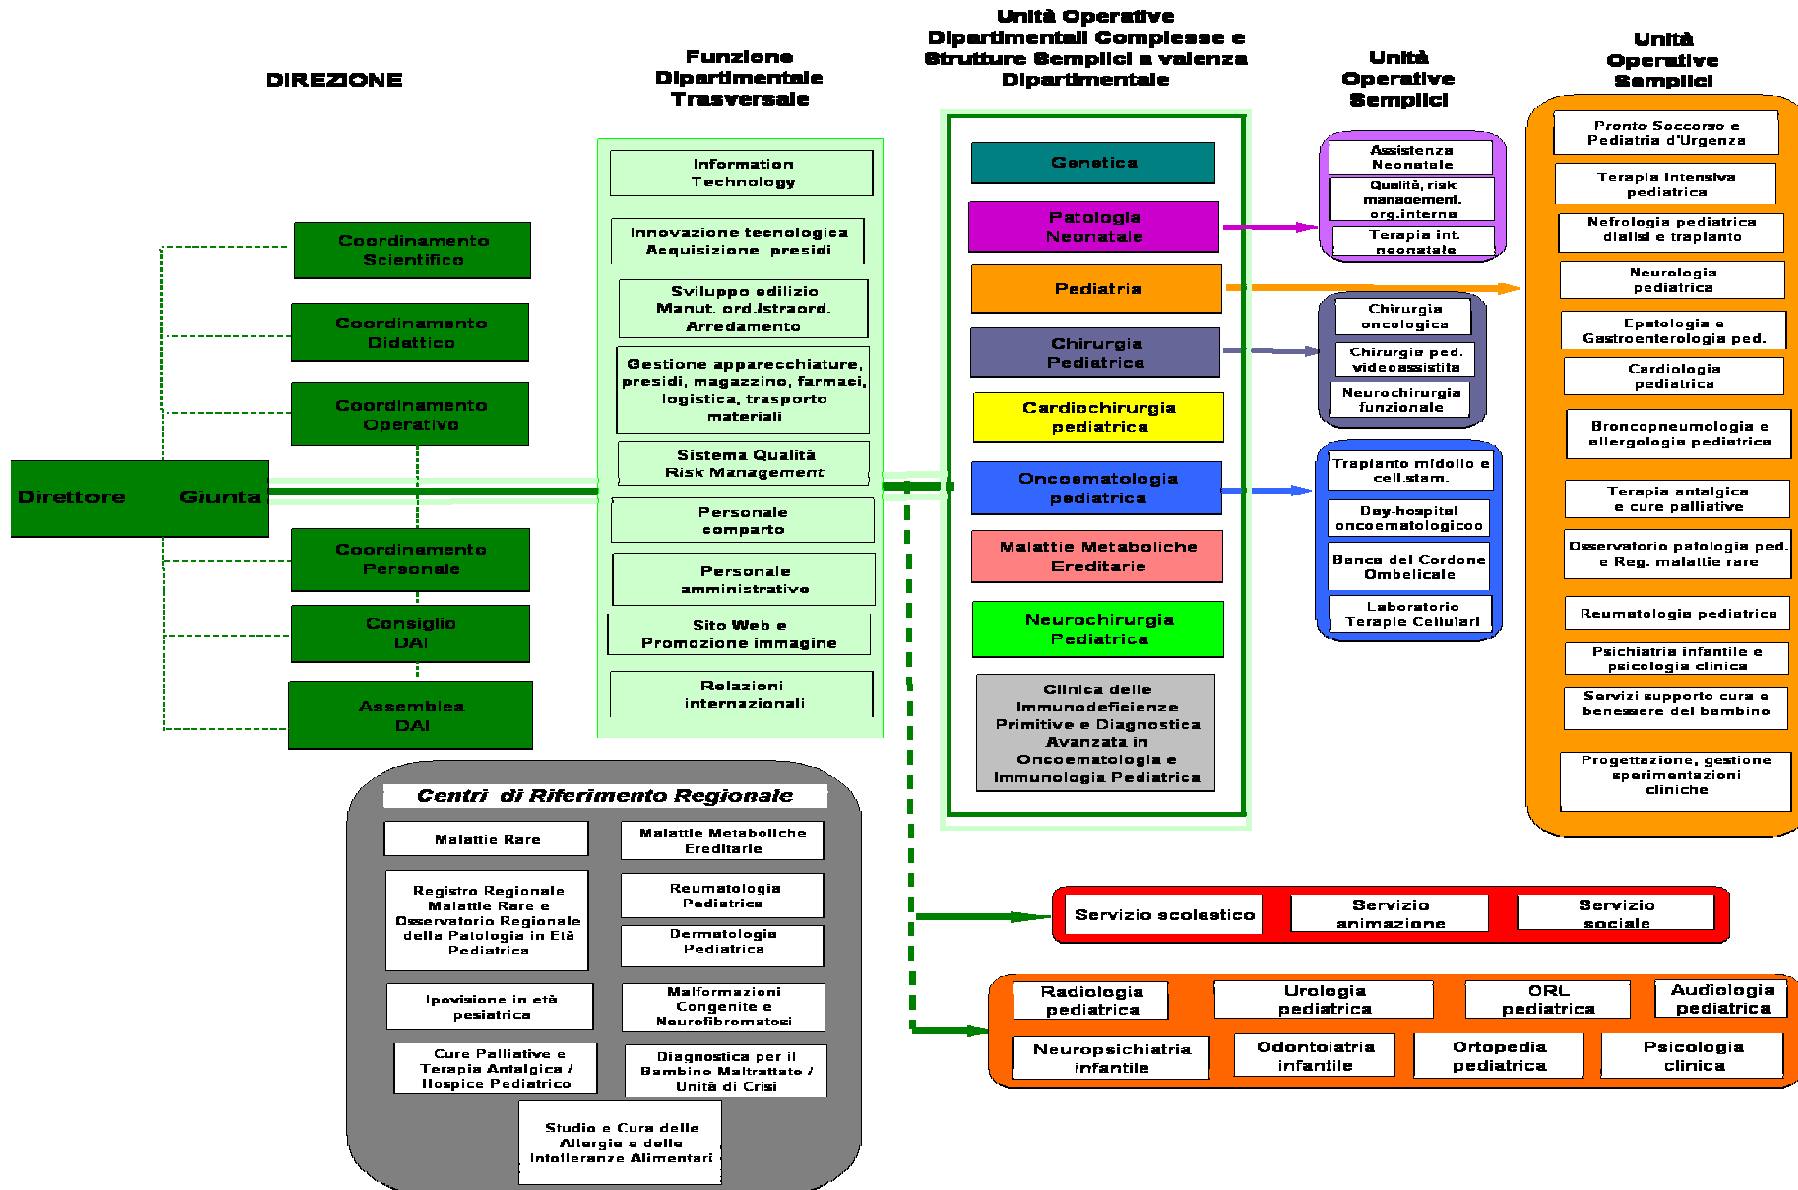 DIREZIONE
Funzione
Dipartimentale
Trasversale
Unità Operative
Dipartimentali Complesse e
Strutture Semplici a valenza
Dipartimentale
Unità
Operative
Semplici
Unità
Operative
Semplici
Direttore Giunta
Coordinamento
Scientifico
Coordinamento
Didattico
Coordinamento
Operativo
Coordinamento
Personale
Consiglio
DAI
Assemblea
DAI
Information
Technology
Innovazione tecnologica
Acquisizione presidi
Sviluppo edilizio
Manut. ord./straord.
Arredamento
Gestione apparecchiature,
presidi, magazzino, farmaci,
logistica, trasporto
materiali
Sistema Qualità
Risk Management
Personale
comparto
Personale
amministrativo
Sito Web e
Promozione immagine
Relazioni
internazionali
Genetica
Patologia
Neonatale
Pediatria
Chirurgia
Pediatrica
Cardiochirurgia
pediatrica
Oncoematologia
pediatrica
Malattie Metaboliche
Ereditarie
Neurochirurgia
Pediatrica
Clinica delle
Immunodeficienze
Primitive e Diagnostica
Avanzata in
Oncoematologia e
Immunologia Pediatrica
Assistenza
Neonatale
Qualità, risk
management.
org.interna
Terapia int.
neonatale
Chirurgia
oncologica
Chirurgia ped.
videoassistita
Neurochirurgia
funzionale
Trapianto midollo e
cell.stam.
Day-hospital
oncoematologicoo
Banca del Cordone
Ombelicale
Laboratorio
Terapie Cellulari
Pronto Soccorso e
Pediatria d'Urgenza
Terapia Intensiva
pediatrica
Nefrologia pediatrica
dialisi e trapianto
Neurologia
pediatrica
Epatologia e
Gastroenterologia ped.
Cardiologia
pediatrica
Broncopneumologia e
allergologia pediatrica
Terapia antalgica
e cure palliative
Osservatorio patologia ped.
e Reg. malattie rare
Reumatologia pediatrica
Psichiatria infantile e
psicologia clinica
Servizi supporto cura e
benessere del bambino
Progettazione, gestione
sperimentazioni
cliniche
Centri di Riferimento Regionale
Malattie Rare
Malattie Metaboliche
Ereditarie
Registro Regionale
Malattie Rare e
Osservatorio Regionale
della Patologia in Età
Pediatrica
Reumatologia
Pediatrica
Dermatologia
Pediatrica
Ipovisione in età
pesiatrica
Malformazioni
Congenite e
Neurofibromatosi
Cure Palliative e
Terapia Antalgica /
Hospice Pediatrico
Diagnostica per il
Bambino Maltrattato /
Unità di Crisi
Studio e Cura delle
Allergie e delle
Intolleranze Alimentari
Servizio scolastico
Servizio
animazione
Servizio
sociale
Radiologia
pediatrica
Urologia
pediatrica
ORL
pediatrica
Audiologia
pediatrica
Neuropsichiatria
infantile
Odontoiatria
infantile
Ortopedia
pediatrica
Psicologia
clinica